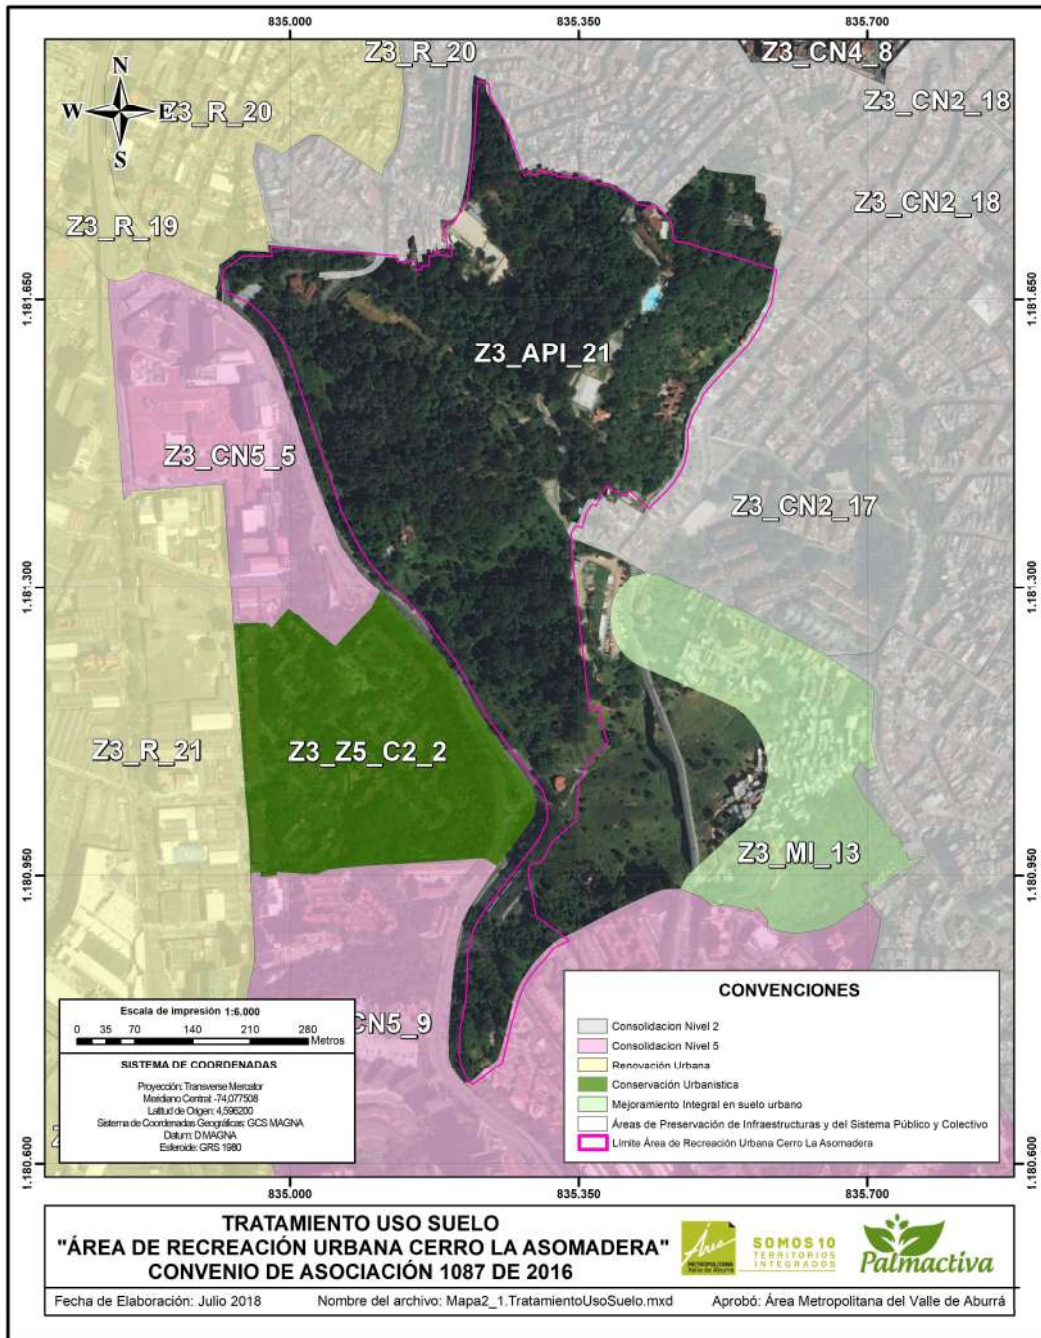 835.000
835.350
835.700
Z3_R_20
Z3_CN4_8
N
W
E
S
Z3_R_20
Z3_CN2_18
Z3_R_19
Z3_CN2_18
1.181.650
1.181.650
Z3_API_21
Z3_CN5_5
Z3_CN2_17
1.181.300
1.181.300
Z3_R_21
Z3_Z5_C2_2
Z3_MI_13
1.180.950
1.180.950
CN5_9
Escala de impresión 1:6.000
0 35 70 140 210 280
Metros
SISTEMA DE COORDENADAS
Proyección: Transverse Mercator
Meridiano Central: -74,077508
Latitud de Origen: 4,596200
Sistema de Coordenadas Geográficas: GCS MAGNA
Datum: D MAGNA
Esferoide: GRS 1980
CONVENCIONES
Consolidacion Nivel 2
Consolidacion Nivel 5
Renovación Urbana
Conservación Urbanistica
Mejoramiento Integral en suelo urbano
Áreas de Preservación de Infraestructuras y del Sistema Público y Colectivo
Límite Área de Recreación Urbana Cerro La Asomadera
1.180.600
1.180.600
835.000
835.350
835.700
TRATAMIENTO USO SUELO
"ÁREA DE RECREACIÓN URBANA CERRO LA ASOMADERA"
CONVENIO DE ASOCIACIÓN 1087 DE 2016
Área
METROPOLITANA
Valle de Aburrá
SOMOS 10
TERRITORIOS
INTEGRADOS
Palmactiva
Fecha de Elaboración: Julio 2018
Nombre del archivo: Mapa2_1.TratamientoUsoSuelo.mxd
Aprobó: Área Metropolitana del Valle de Aburrá